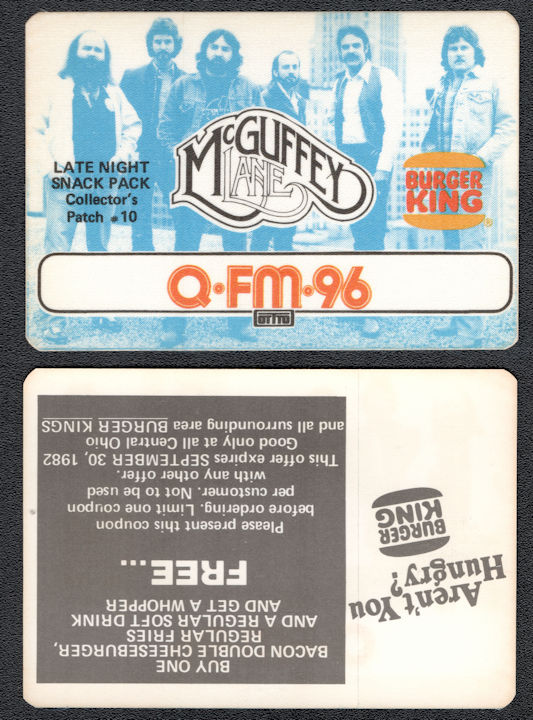 LATE NIGHT
SNACK PACK
Collector's
Patch #10
McGUFFEY
LANE
BURGER
KING
®
Q•FM•96
BUY ONE
BACON DOUBLE CHEESEBURGER,
REGULAR FRIES
AND A REGULAR SOFT DRINK
AND GET A WHOPPER
FREE...
Please present this coupon
before ordering. Limit one coupon
per customer. Not to be used
with any other offer.
This offer expires SEPTEMBER 30, 1982
Good only at all Central Ohio
and all surrounding area BURGER KINGS
Aren't You
Hungry?
BURGER
KING